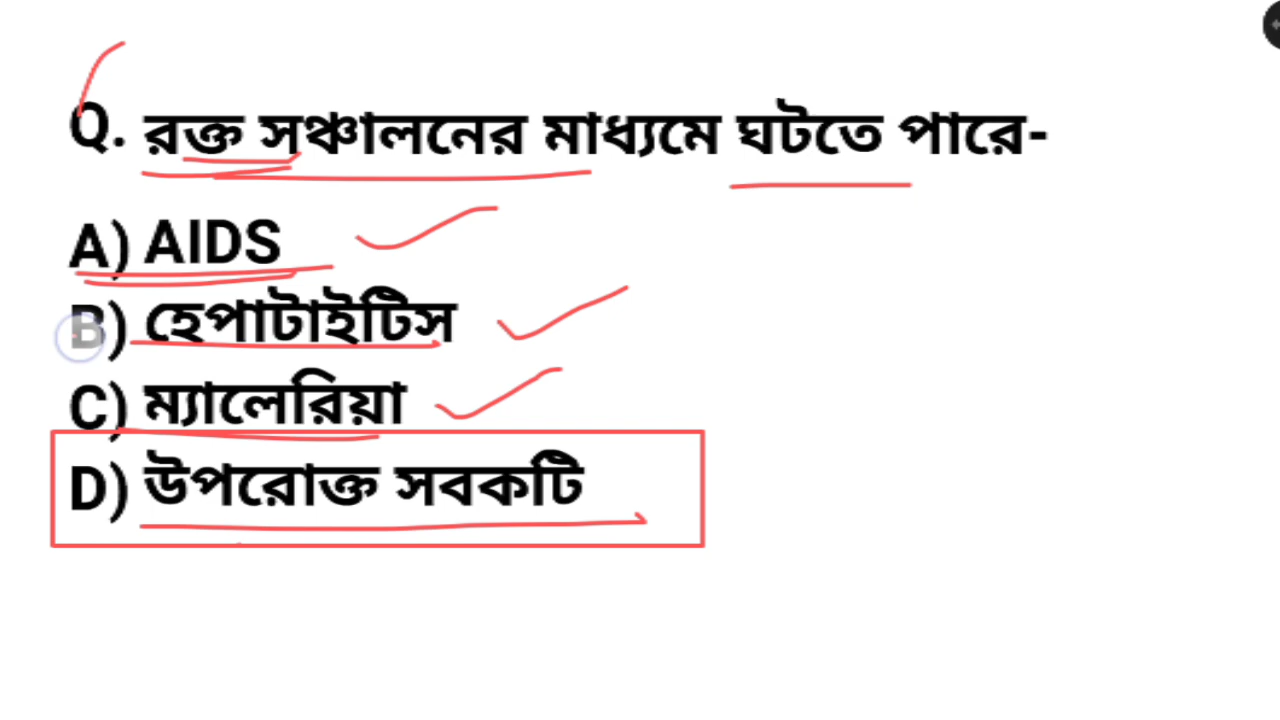 Q. রক্ত সঞ্চালনের মাধ্যমে ঘটতে পারে-
A) AIDS
B) হেপাটাইটিস
C) ম্যালেরিয়া
D) উপরোক্ত সবকটি